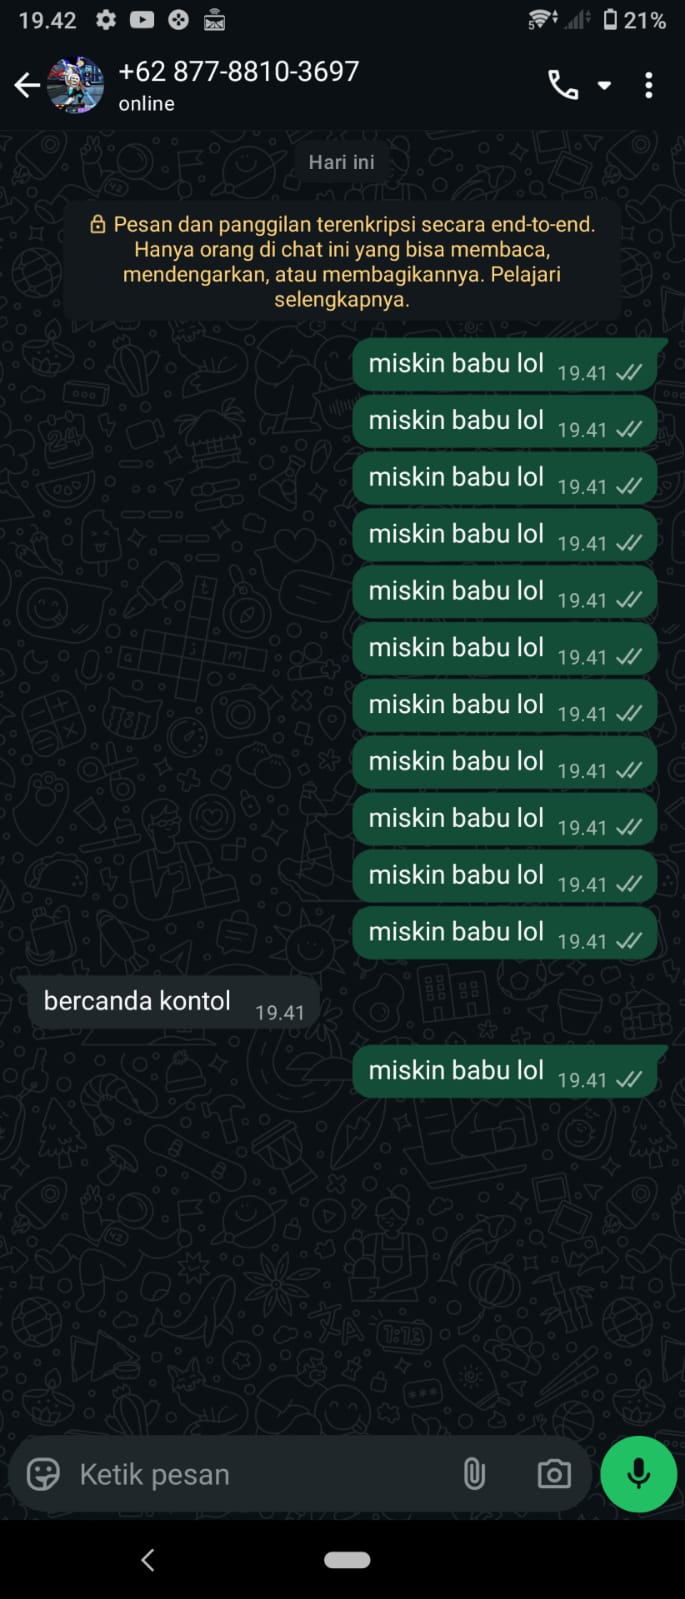 19.42
5
21%
+62 877-8810-3697
online
Hari ini
Pesan dan panggilan terenkripsi secara end-to-end.
Hanya orang di chat ini yang bisa membaca,
mendengarkan, atau membagikannya. Pelajari
selengkapnya.
miskin babu lol 19.41
miskin babu lol 19.41
miskin babu lol 19.41
miskin babu lol 19.41
miskin babu lol 19.41
miskin babu lol 19.41
miskin babu lol 19.41
miskin babu lol 19.41
miskin babu lol 19.41
miskin babu lol 19.41
miskin babu lol 19.41
bercanda kontol 19.41
miskin babu lol 19.41
Ketik pesan